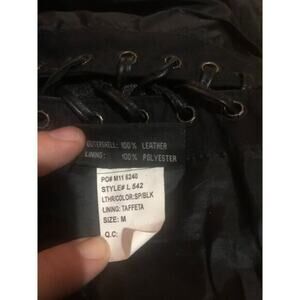 OUTERSHELL: 100% LEATHER
LINING: 100% POLYESTER
PO# M11 6240
STYLE# L 542
LTHR/COLOR:SP/BLK
LINING: TAFFETA
SIZE: M
Q.C: